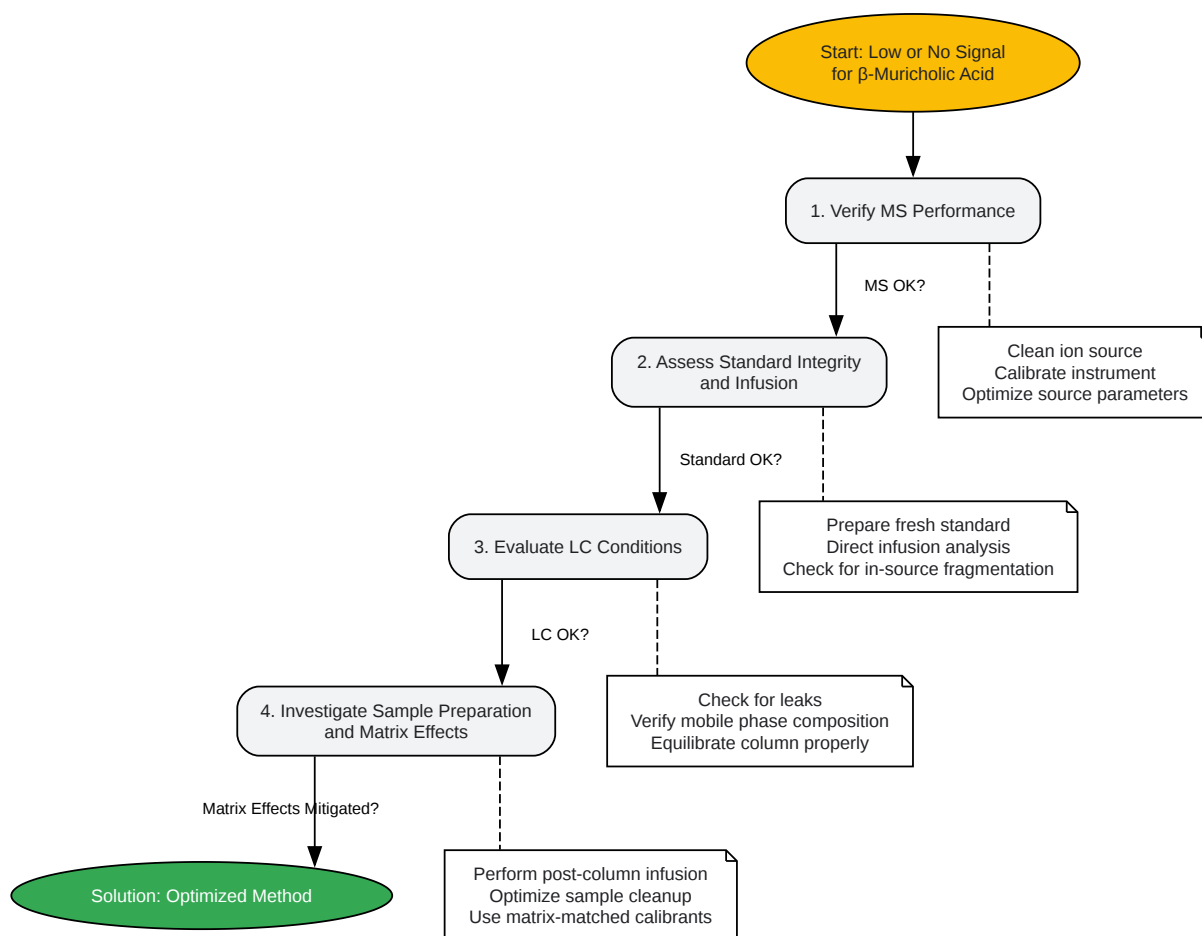 Start: Low or No Signal
for β-Muricholic Acid
1. Verify MS Performance
MS OK?
Clean ion source
Calibrate instrument
Optimize source parameters
2. Assess Standard Integrity
and Infusion
Standard OK?
Prepare fresh standard
Direct infusion analysis
Check for in-source fragmentation
3. Evaluate LC Conditions
LC OK?
Check for leaks
Verify mobile phase composition
Equilibrate column properly
4. Investigate Sample Preparation
and Matrix Effects
Matrix Effects Mitigated?
Perform post-column infusion
Optimize sample cleanup
Use matrix-matched calibrants
Solution: Optimized Method